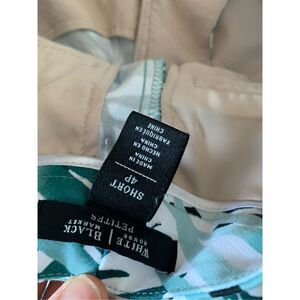 SHORT
4P
MADE IN
CHINA
HECHO EN
CHINA
FABRIQUÉ EN
CHINE
WHITE | BLACK
HOUSE | MARKET
PETITES